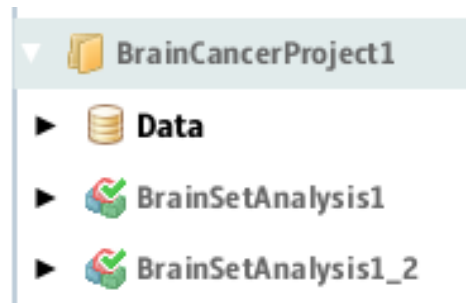 BrainCancerProject1
Data
BrainSetAnalysis1
BrainSetAnalysis1_2